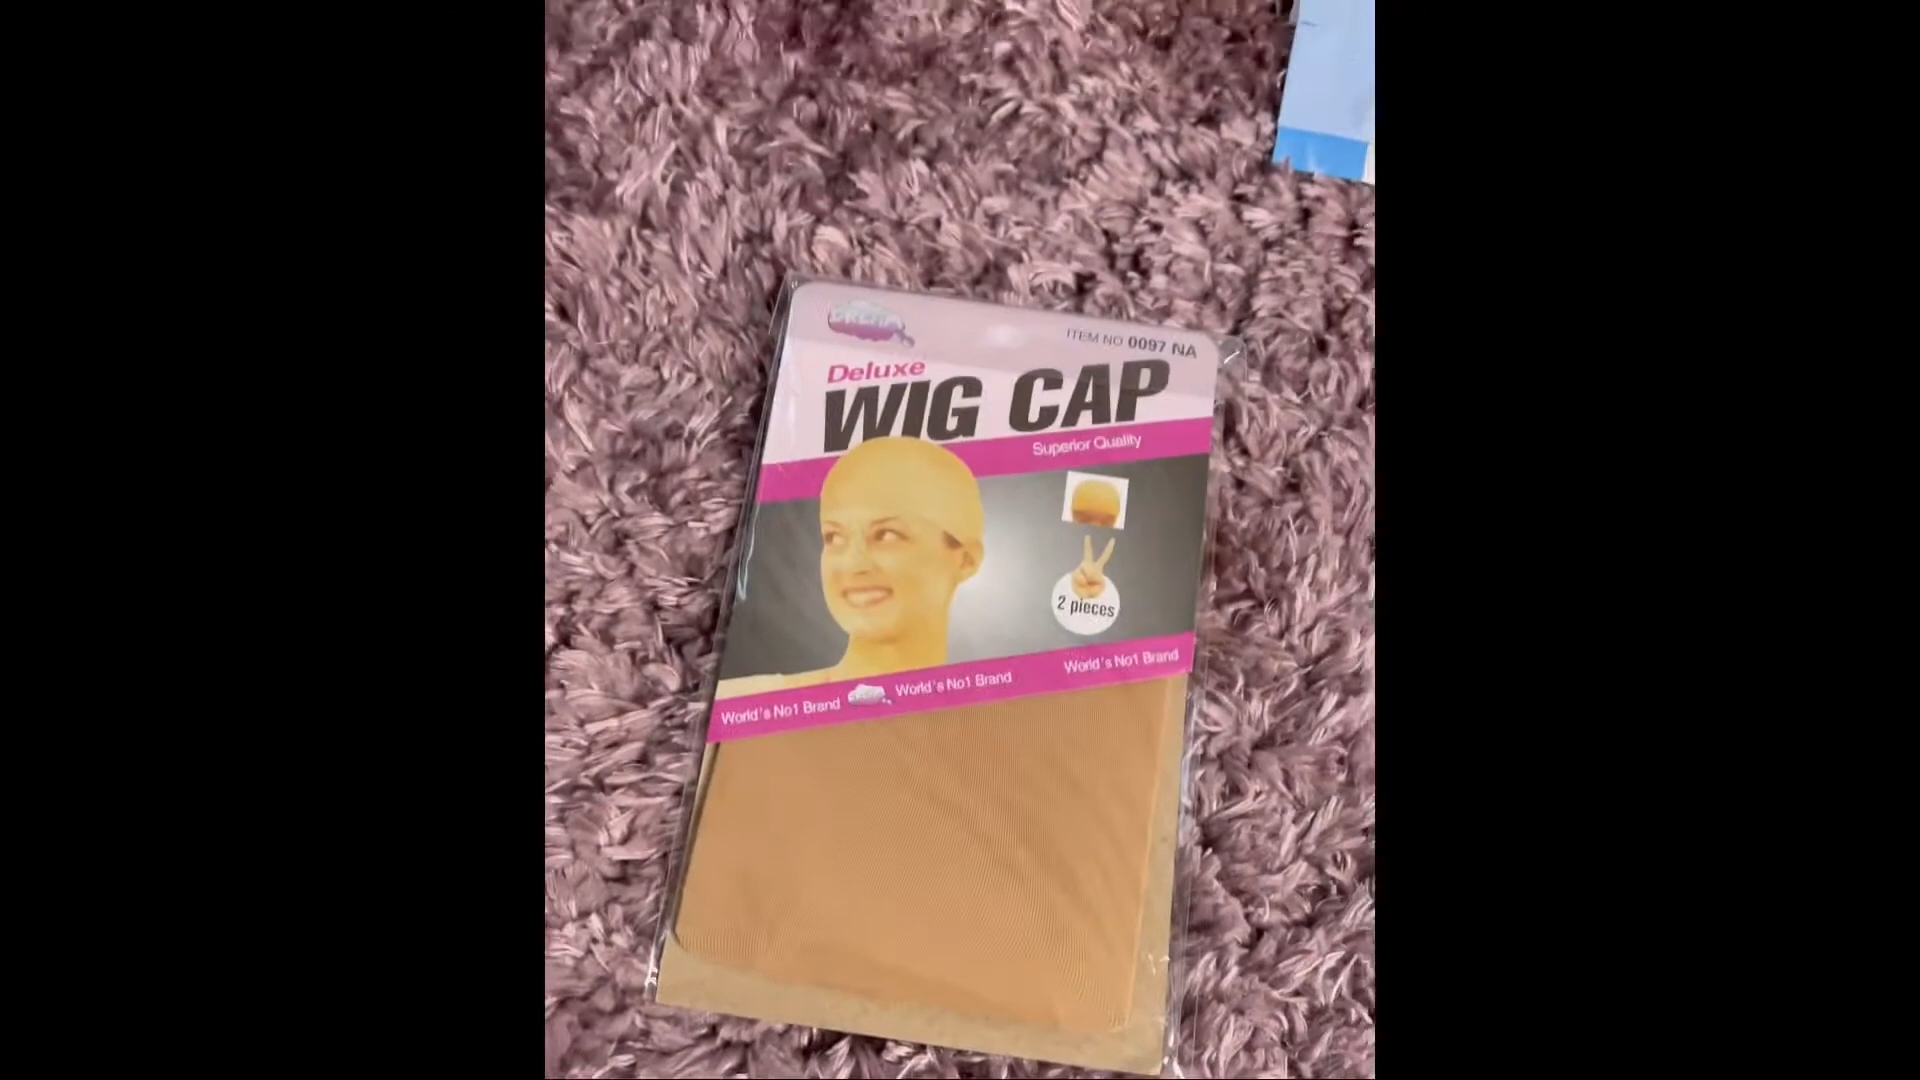 DREAM
ITEM NO 0097 NA
Deluxe
WIG CAP
Superior Quality
2 pieces
World's No1 Brand World's No1 Brand World's No1 Brand